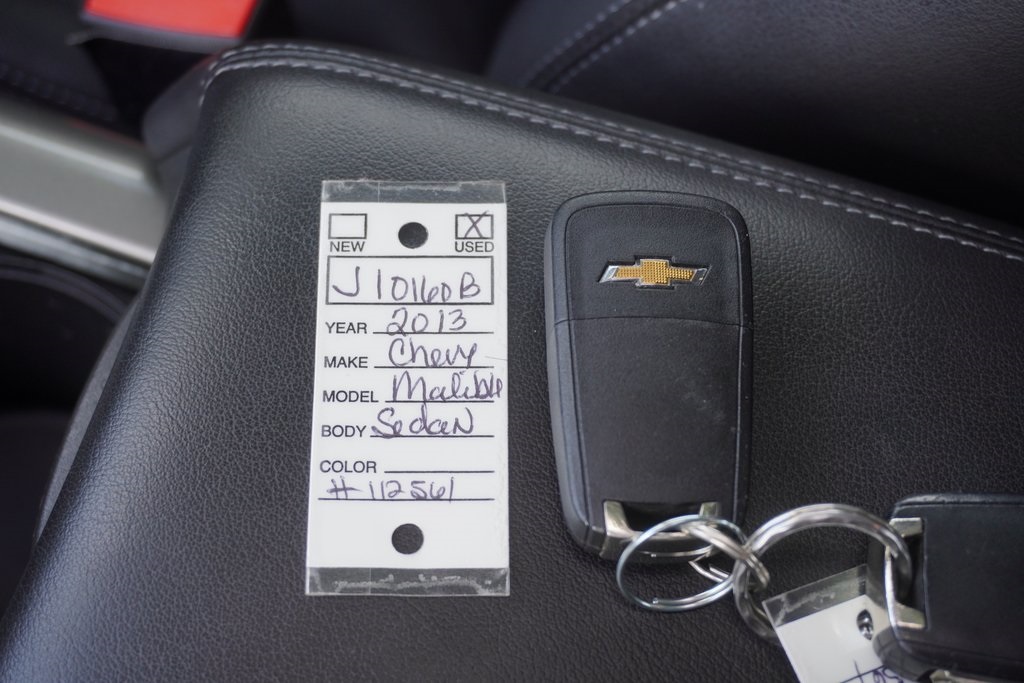 NEW USED
J10160B
YEAR 2013
MAKE Chevy
MODEL Malibu
BODY Sedan
COLOR
#112561